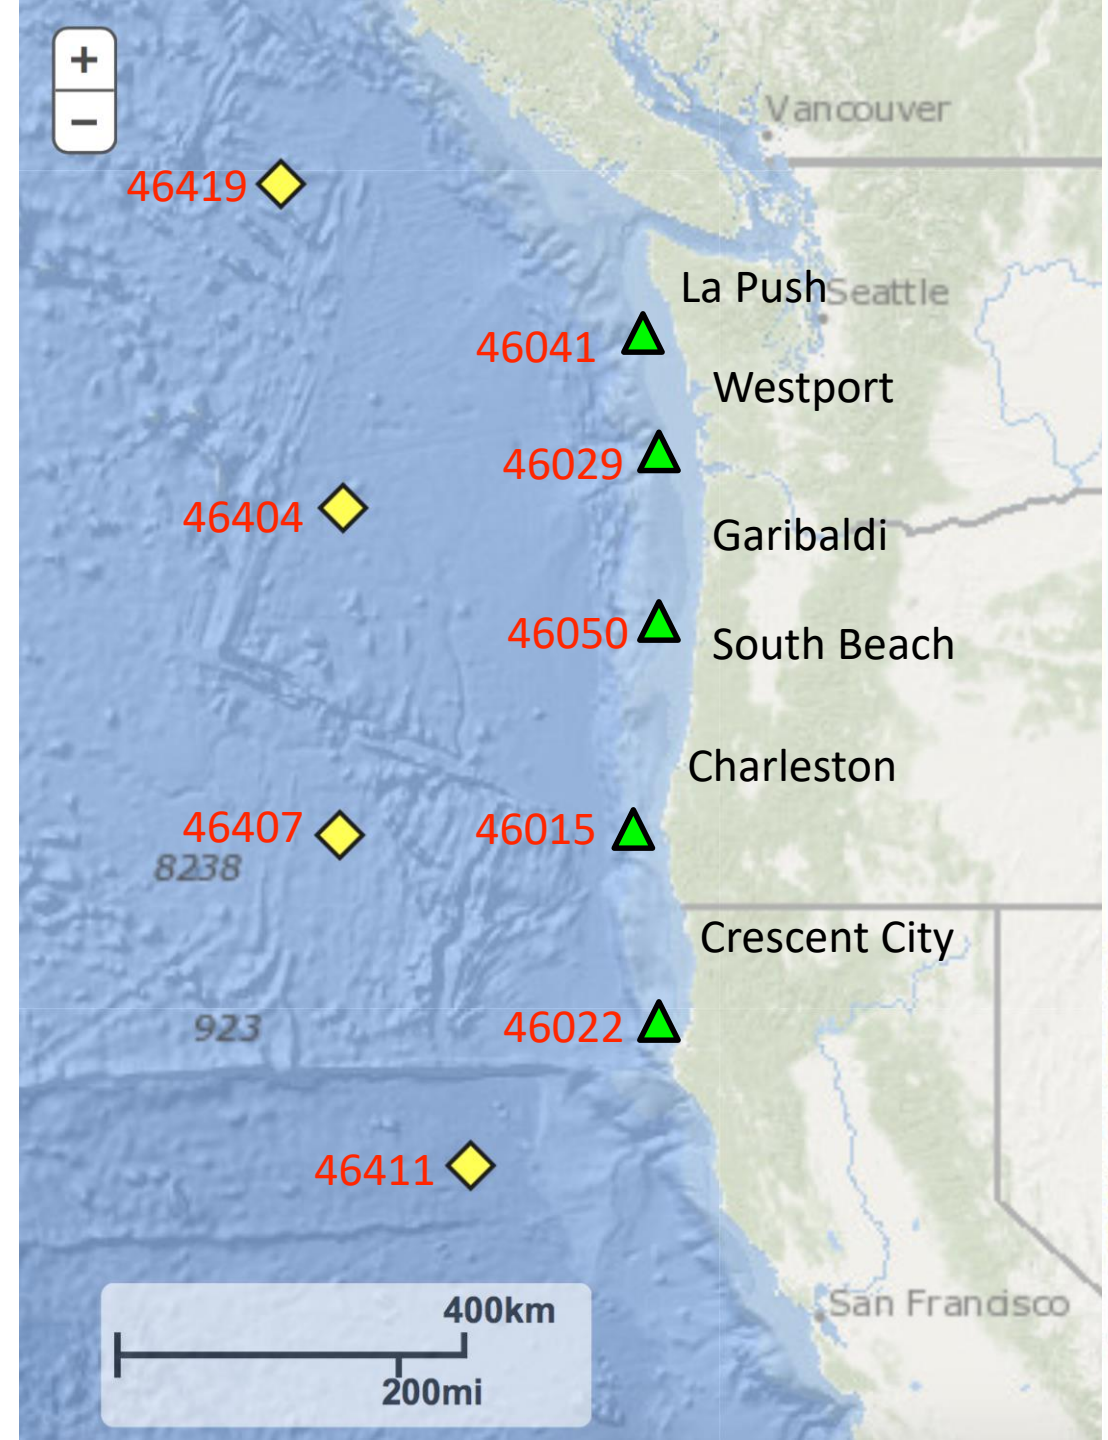 +
−
Vancouver
46419
La Push
Seattle
46041
Westport
46029
46404
Garibaldi
46050
South Beach
Charleston
46407
46015
8238
Crescent City
923
46022
46411
San Francisco
400km
200mi